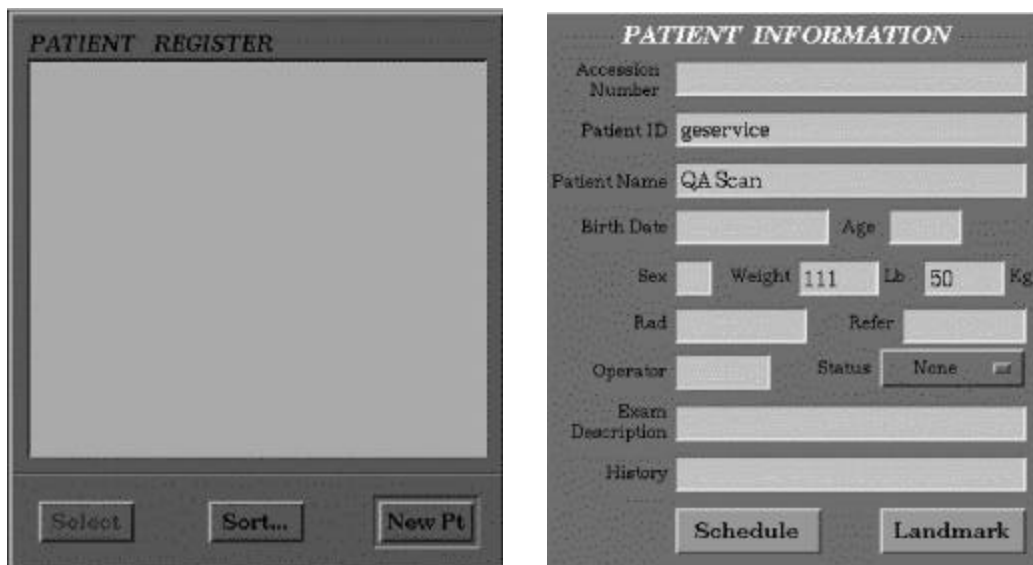 PATIENT REGISTER
Select Sort... New Pt
PATIENT INFORMATION
Accession
Number
Patient ID geservice
Patient Name QA Scan
Birth Date Age
Sex Weight 111 Lb 50 Kg
Rad Refer
Operator Status None
Exam
Description
History
Schedule Landmark